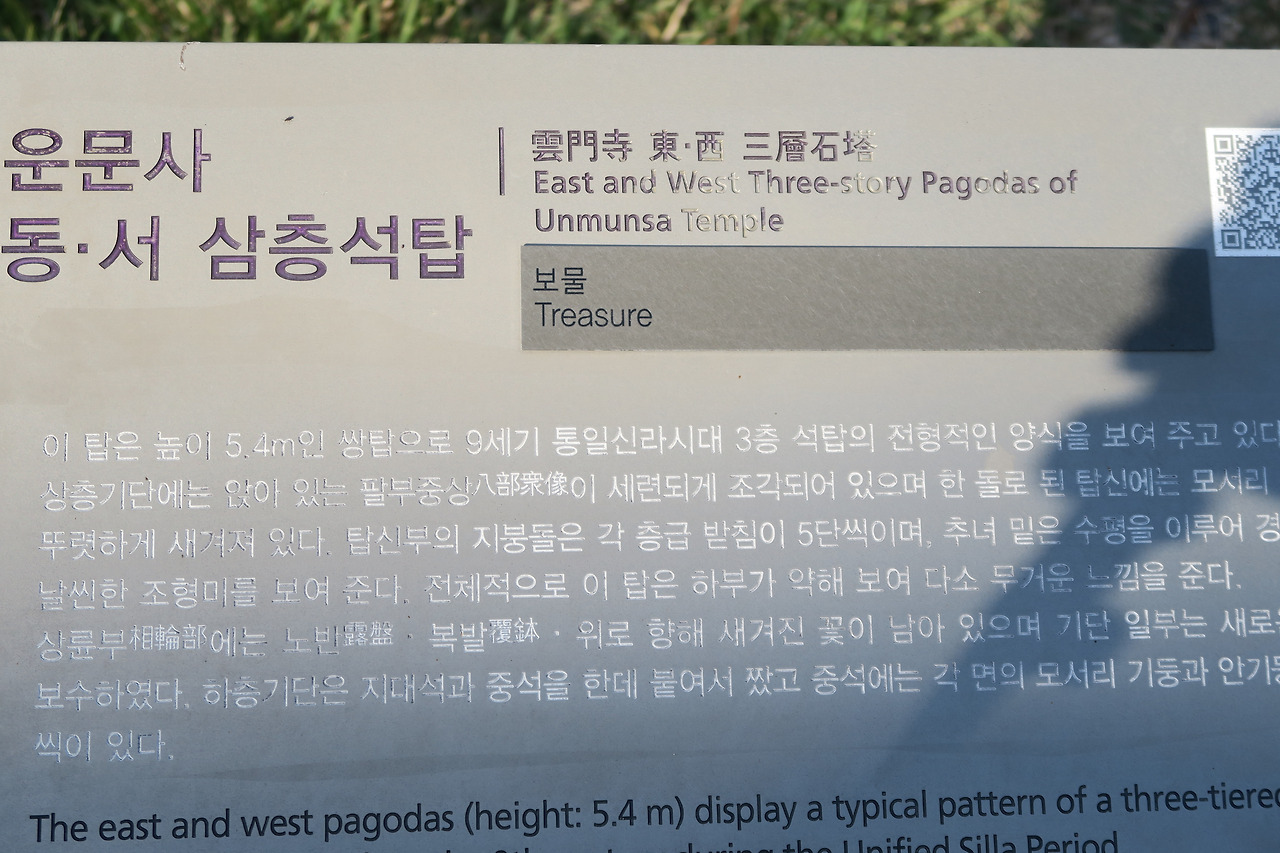 운문사
동·서 삼층석탑
雲門寺 東·西 三層石塔
East and West Three-story Pagodas of
Unmunsa Temple
보물
Treasure
이 탑은 높이 5.4m인 쌍탑으로 9세기 통일신라시대 3층 석탑의 전형적인 양식을 보여 주고 있다
상층기단에는 앉아 있는 팔부중상八部衆像이 세련되게 조각되어 있으며 한 돌로 된 탑신에는 모서리
뚜렷하게 새겨져 있다. 탑신부의 지붕돌은 각 층급 받침이 5단씩이며, 추녀 밑은 수평을 이루어 경
날씬한 조형미를 보여 준다. 전체적으로 이 탑은 하부가 약해 보여 다소 무거운 느낌을 준다.
상륜부相輪部에는 노반露盤·복발覆鉢·위로 향해 새겨진 꽃이 남아 있으며 기단 일부는 새로
보수하였다. 하층기단은 지대석과 중석을 한데 붙여서 짰고 중석에는 각 면의 모서리 기둥과 안기
씩이 있다.
The east and west pagodas (height: 5.4 m) display a typical pattern of a three-tiered
during the Unified Silla Period